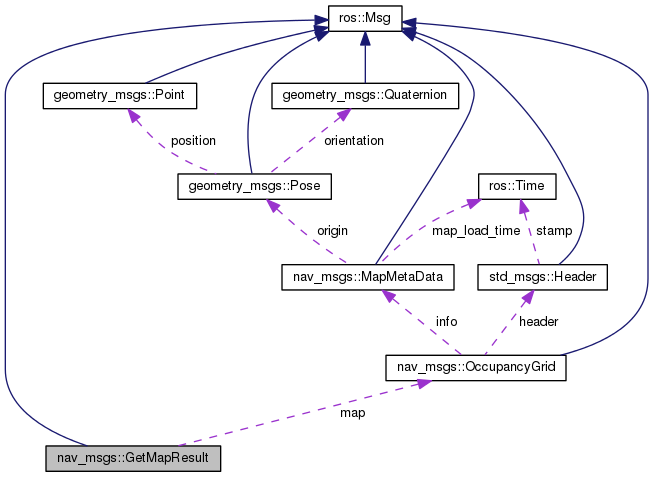 ros::Msg
geometry_msgs::Point
geometry_msgs::Quaternion
position
orientation
geometry_msgs::Pose
ros::Time
origin
map_load_time
stamp
nav_msgs::MapMetaData
std_msgs::Header
info
header
nav_msgs::OccupancyGrid
map
nav_msgs::GetMapResult